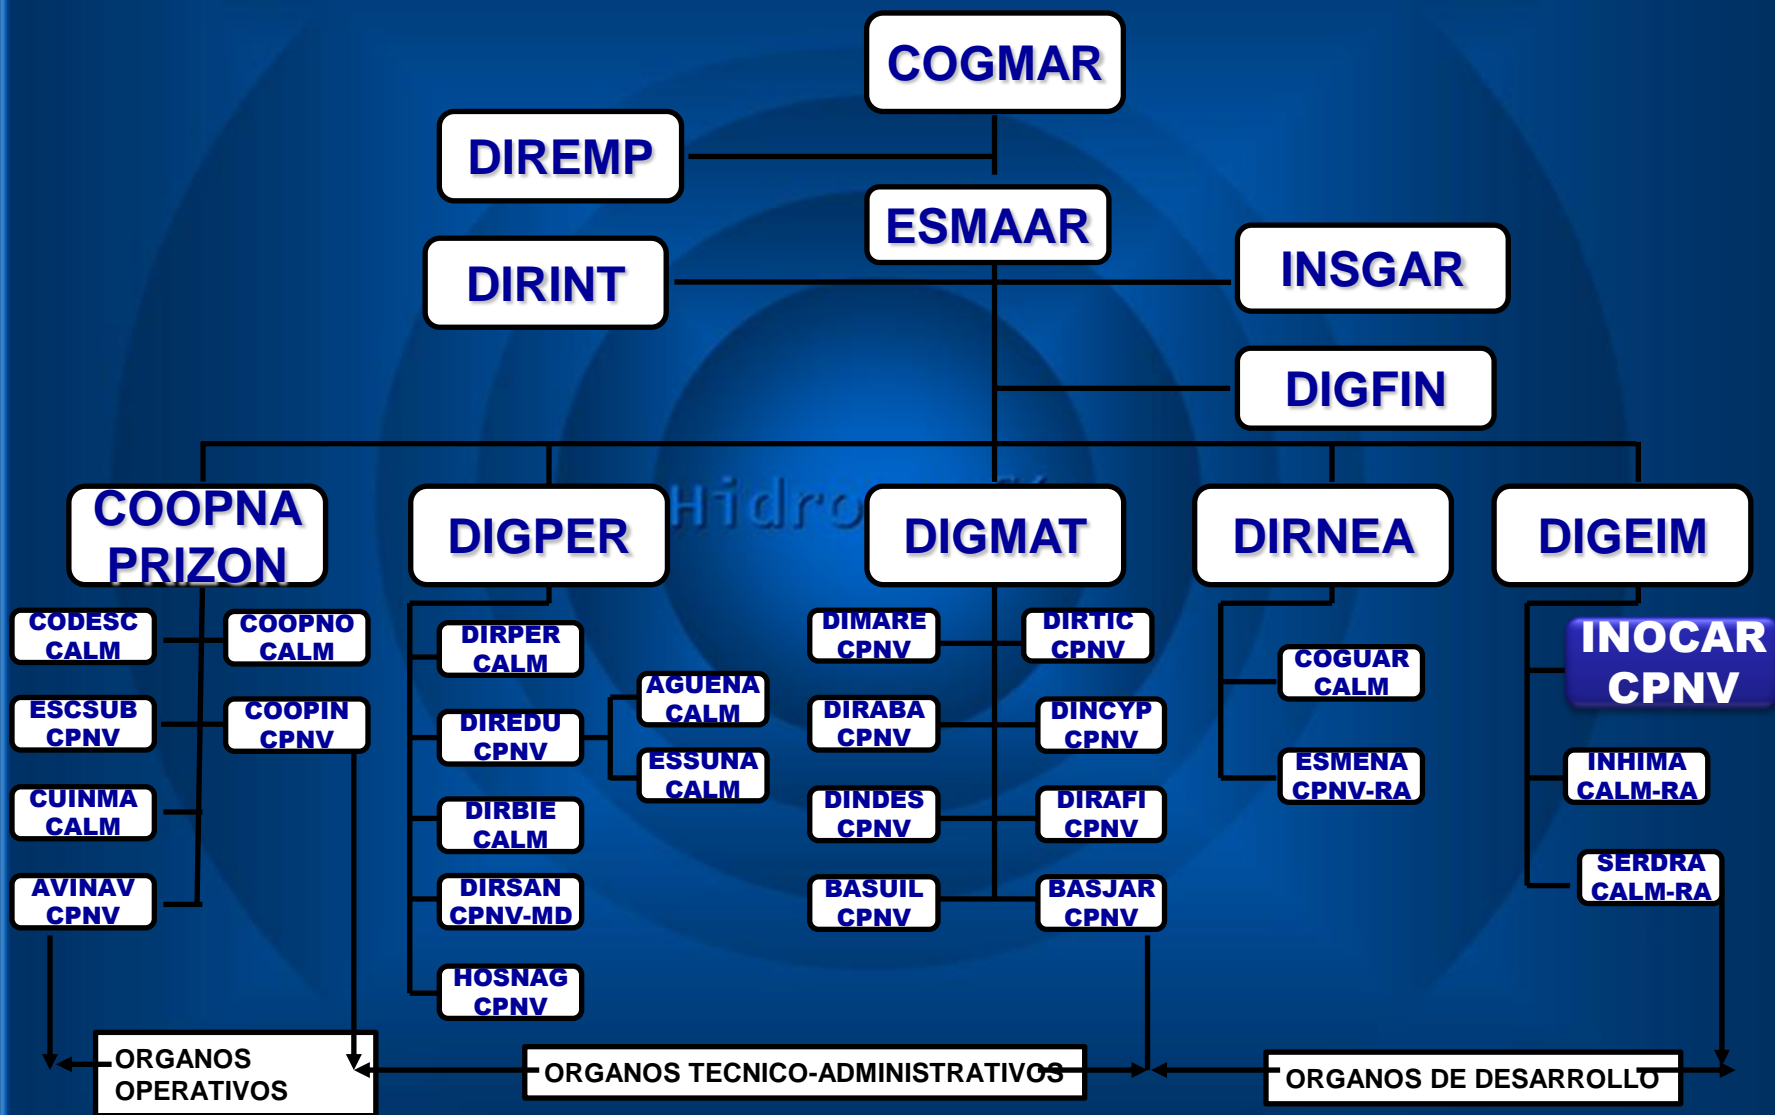 COGMAR
DIREMP
ESMAAR
DIRINT
INSGAR
DIGFIN
COOPNA
PRIZON
DIGPER
DIGMAT
DIRNEA
DIGEIM
CODESC
CALM
COOPNO
CALM
ESCSUB
CPNV
COOPIN
CPNV
CUINMA
CALM
AVINAV
CPNV
DIRPER
CALM
DIREDU
CPNV
AGUENA
CALM
ESSUNA
CALM
DIRBIE
CALM
DIRSAN
CPNV-MD
HOSNAG
CPNV
DIMARE
CPNV
DIRTIC
CPNV
DIRABA
CPNV
DINCYP
CPNV
DINDES
CPNV
DIRAFI
CPNV
BASUIL
CPNV
BASJAR
CPNV
COGUAR
CALM
ESMENA
CPNV-RA
INOCAR
CPNV
INHIMA
CALM-RA
SERDRA
CALM-RA
ORGANOS
OPERATIVOS
ORGANOS TECNICO-ADMINISTRATIVOS
ORGANOS DE DESARROLLO